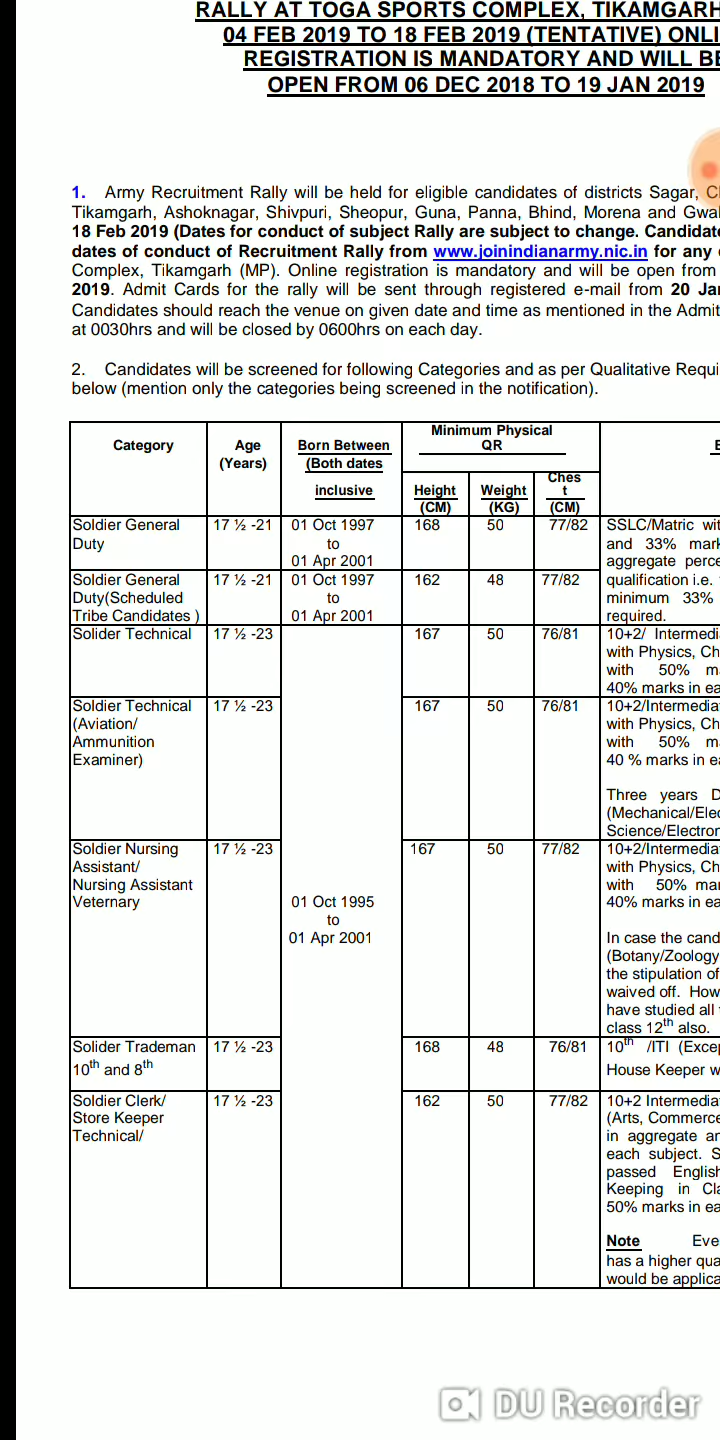 RALLY AT TOGA SPORTS COMPLEX, TIKAMGARH
04 FEB 2019 TO 18 FEB 2019 (TENTATIVE) ONLI
REGISTRATION IS MANDATORY AND WILL BE
OPEN FROM 06 DEC 2018 TO 19 JAN 2019
1. Army Recruitment Rally will be held for eligible candidates of districts Sagar, C
Tikamgarh, Ashoknagar, Shivpuri, Sheopur, Guna, Panna, Bhind, Morena and Gwal
18 Feb 2019 (Dates for conduct of subject Rally are subject to change. Candidate
dates of conduct of Recruitment Rally from www.joinindianarmy.nic.in for any
Complex, Tikamgarh (MP). Online registration is mandatory and will be open from
2019. Admit Cards for the rally will be sent through registered e-mail from 20 Jan
Candidates should reach the venue on given date and time as mentioned in the Admit
at 0030hrs and will be closed by 0600hrs on each day.
2. Candidates will be screened for following Categories and as per Qualitative Requi
below (mention only the categories being screened in the notification).
Category Age (Years) Born Between (Both dates inclusive Minimum Physical QR E
Height (CM) Weight (KG) Ches t (CM)
Soldier General 17 ½ -21 01 Oct 1997 168 50 77/82 SSLC/Matric wit
Duty to and 33% mark
01 Apr 2001 aggregate perce
Soldier General 17 ½ -21 01 Oct 1997 162 48 77/82 qualification i.e.
Duty(Scheduled to minimum 33%
Tribe Candidates ) 01 Apr 2001 required.
Solider Technical 17 ½ -23 167 50 76/81 10+2/ Intermedi
with Physics, Ch
with 50% ma
40% marks in ea
Soldier Technical 17 ½ -23 167 50 76/81 10+2/Intermediat
(Aviation/ with Physics, Ch
Ammunition with 50% m
Examiner) 40 % marks in ea
Three years D
(Mechanical/Elec
Science/Electron
Soldier Nursing 17 ½ -23 167 50 77/82 10+2/Intermediat
Assistant/ with Physics, Ch
Nursing Assistant with 50% mar
Veternary 01 Oct 1995 40% marks in ea
to
01 Apr 2001 In case the cand
(Botany/Zoology
the stipulation of
waived off. How
have studied all
class 12th also.
Solider Trademan 17 ½ -23 168 48 76/81 10th /ITI (Excep
10th and 8th House Keeper w
Soldier Clerk/ 17 ½ -23 162 50 77/82 10+2 Intermediat
Store Keeper (Arts, Commerce
Technical/ in aggregate an
each subject. S
passed English
Keeping in Cla
50% marks in ea
Note Eve
has a higher qua
would be applica
DU Recorder